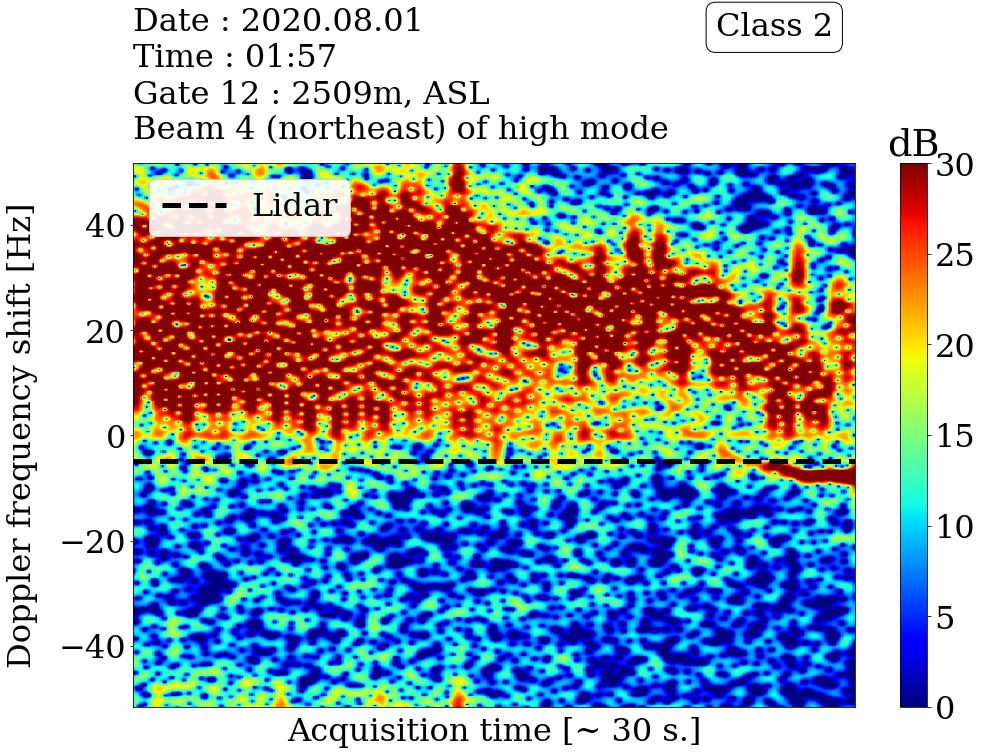 Date : 2020.08.01
Time : 01:57
Gate 12 : 2509m, ASL
Beam 4 (northeast) of high mode
Class 2
dB
Lidar
Doppler frequency shift [Hz]
40
20
0
−20
−40
30
25
20
15
10
5
0
Acquisition time [~ 30 s.]